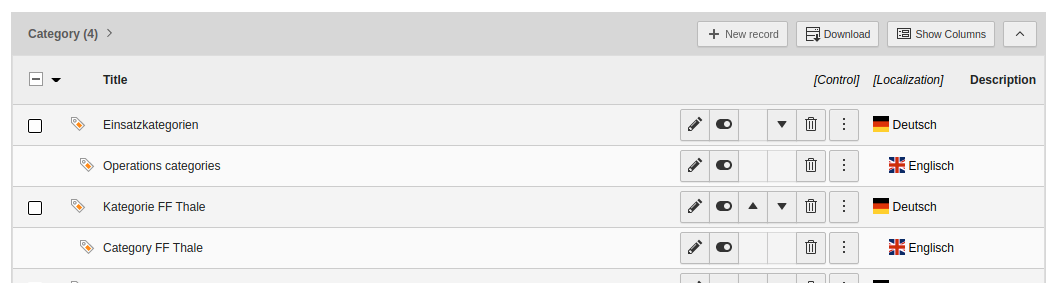 Category (4)
New record
Download
Show Columns
Title
[Control]
[Localization]
Description
Einsatzkategorien
Deutsch
Operations categories
Englisch
Kategorie FF Thale
Deutsch
Category FF Thale
Englisch